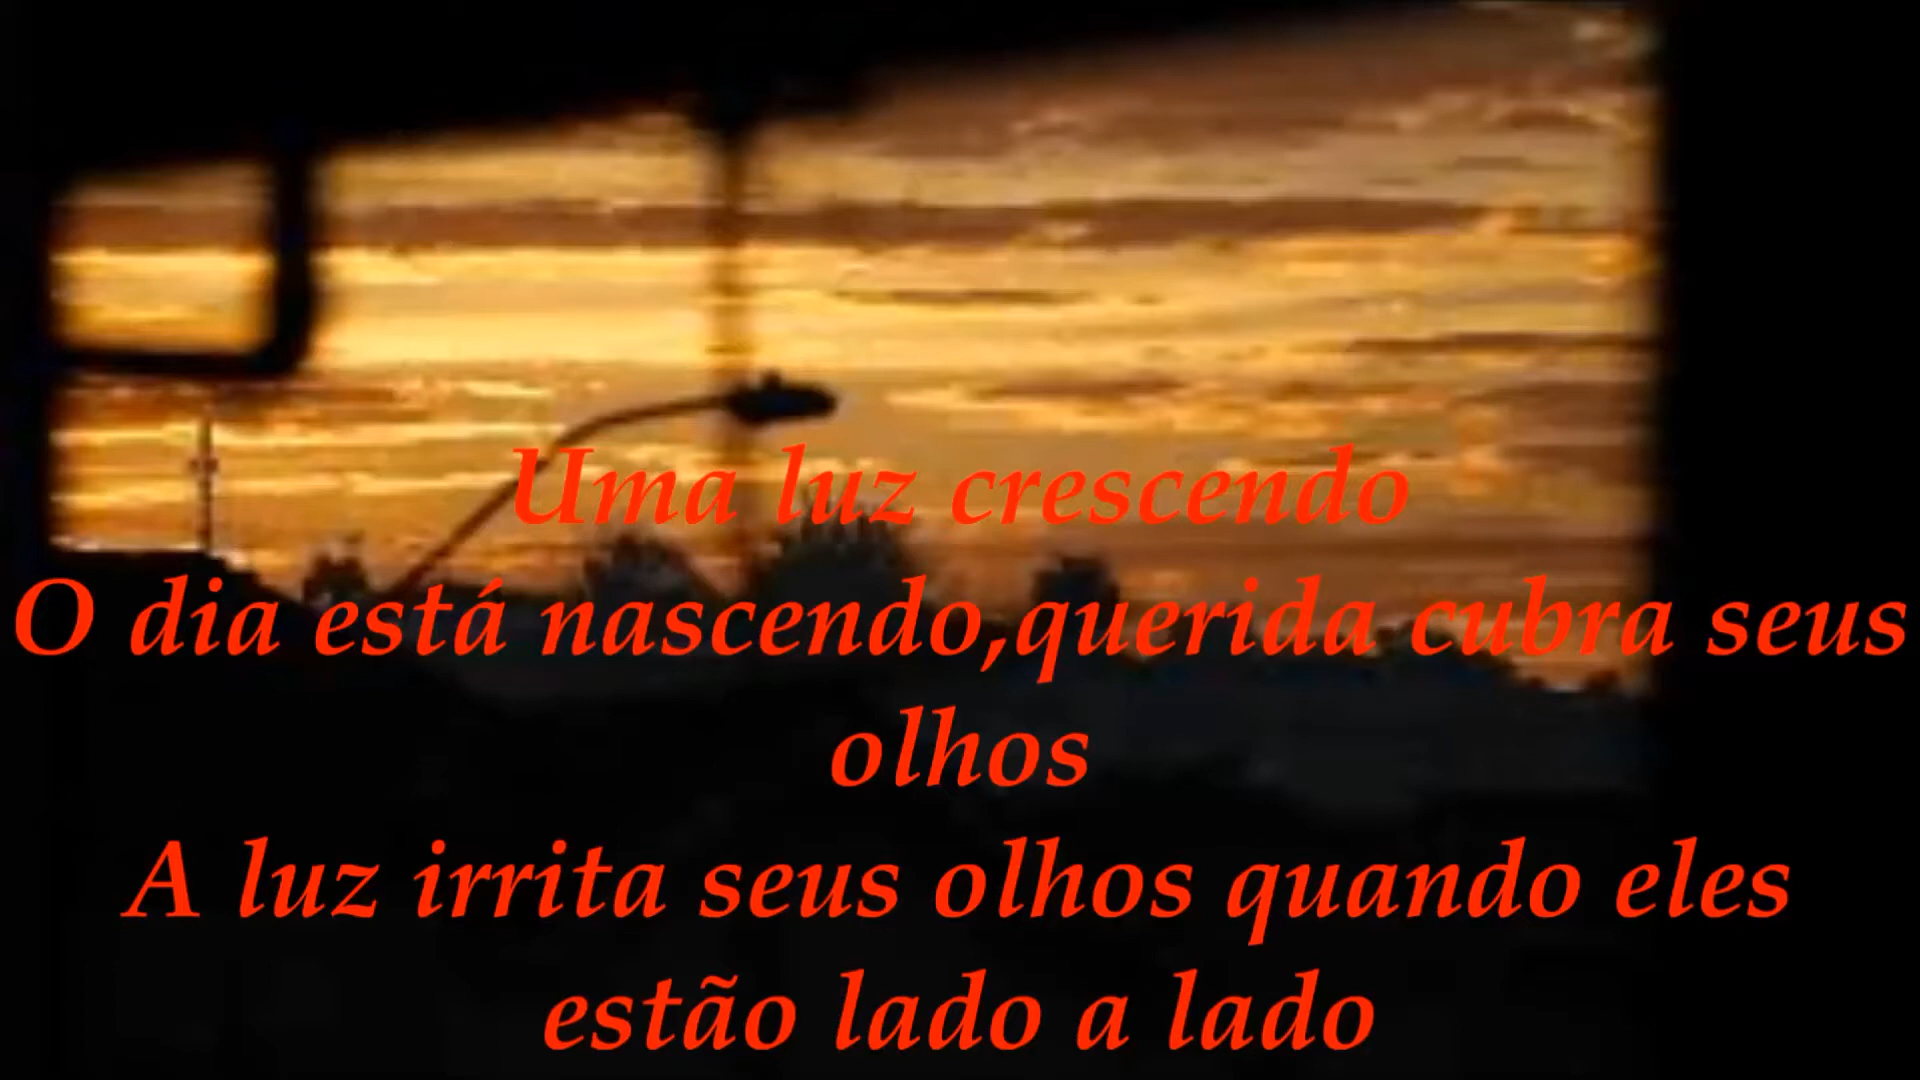 Uma luz crescendo
O dia está nascendo,querida cubra seus
olhos
A luz irrita seus olhos quando eles
estão lado a lado